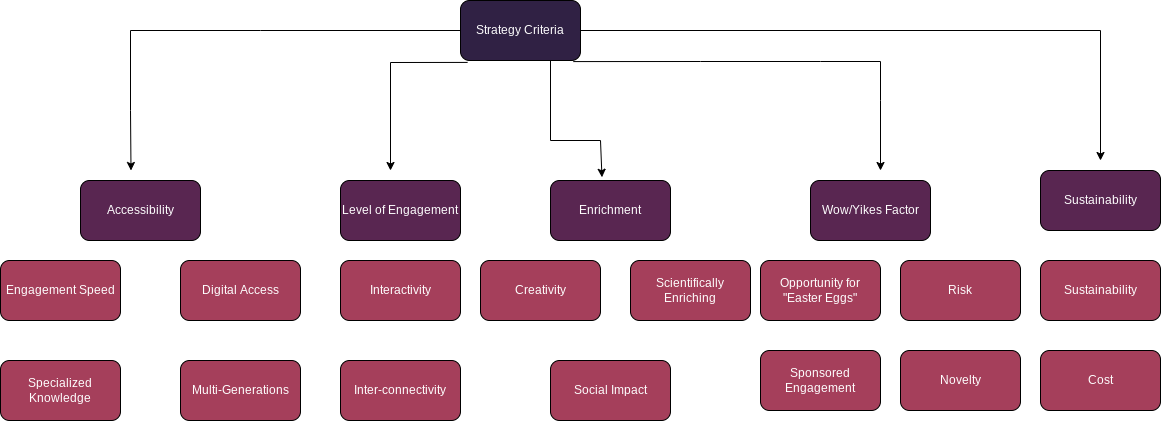 Strategy Criteria
Accessibility
Level of Engagement
Enrichment
Wow/Yikes Factor
Sustainability
Engagement Speed
Digital Access
Interactivity
Creativity
Scientifically
Enriching
Opportunity for
"Easter Eggs"
Risk
Sustainability
Specialized
Knowledge
Multi-Generations
Inter-connectivity
Social Impact
Sponsored
Engagement
Novelty
Cost